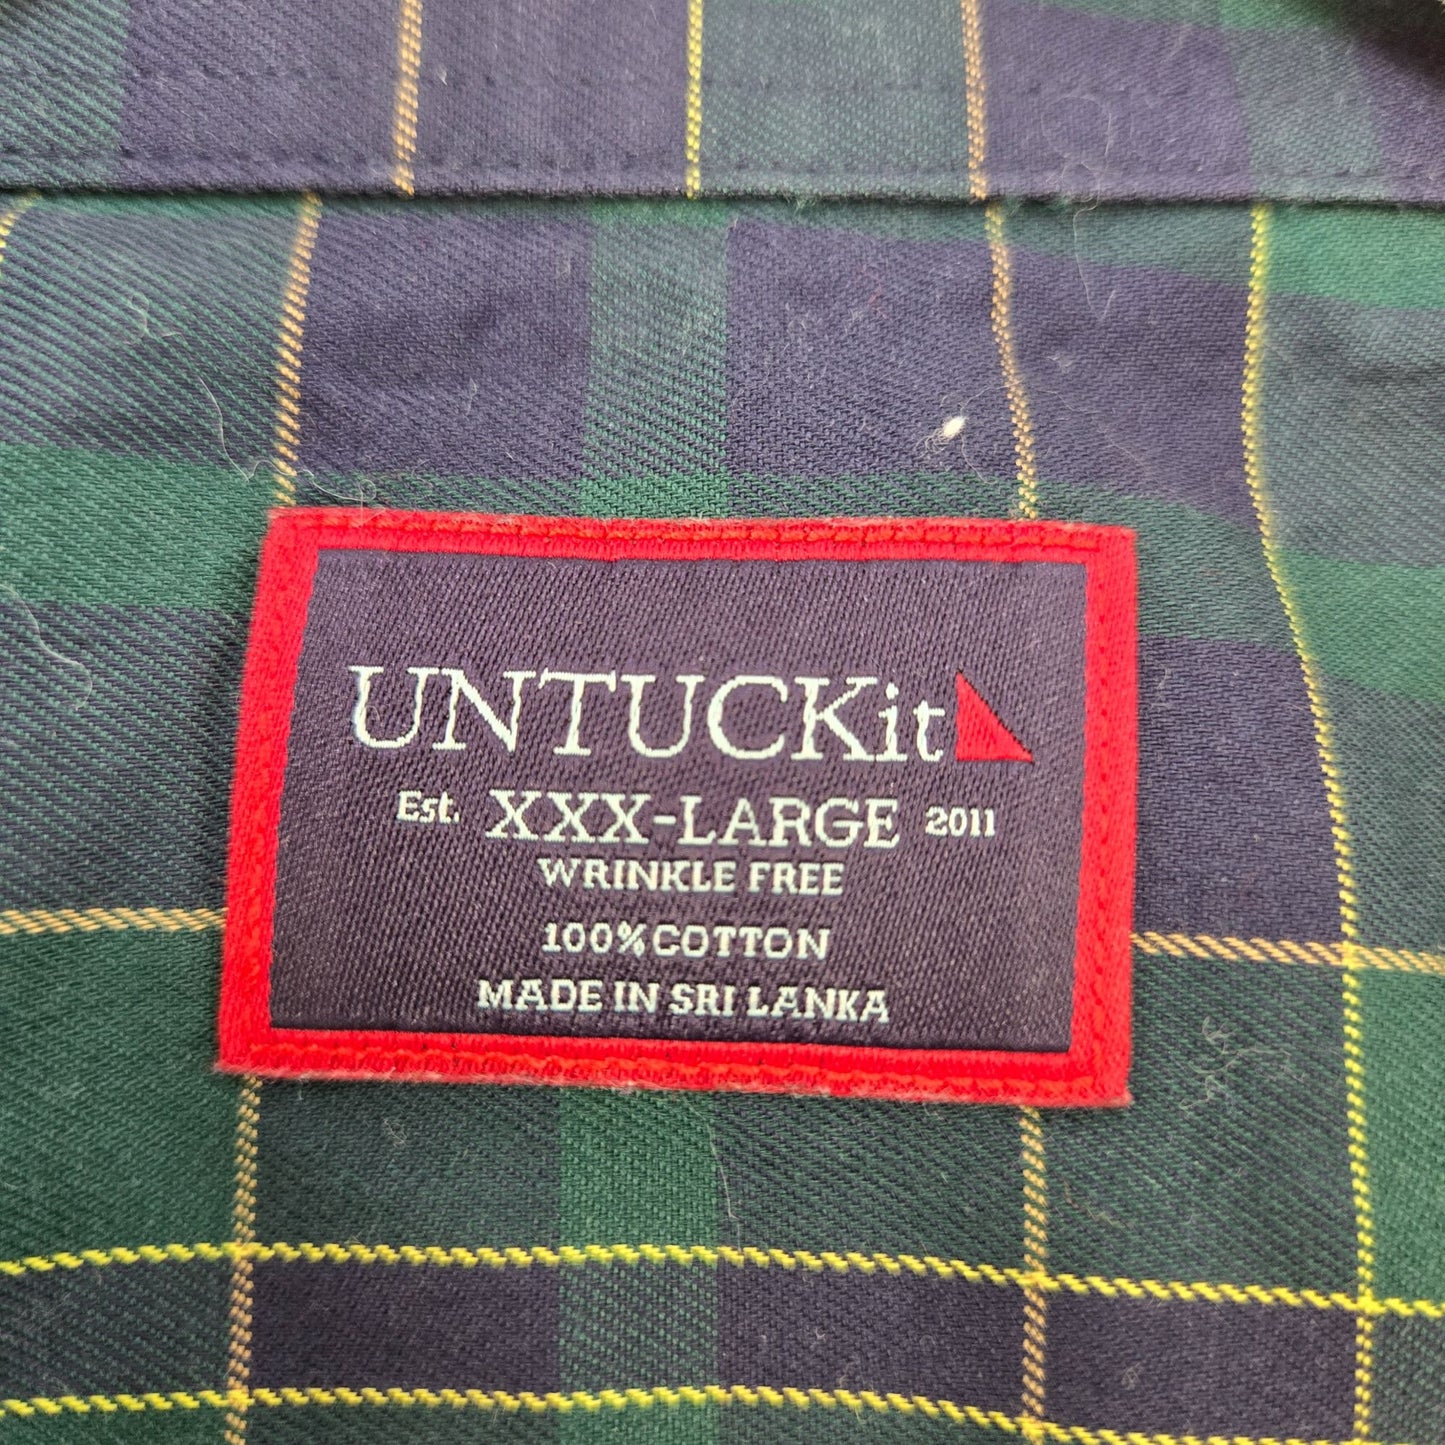 UNTUCKit
Est. XXX-LARGE 2011
WRINKLE FREE
100% COTTON
MADE IN SRI LANKA